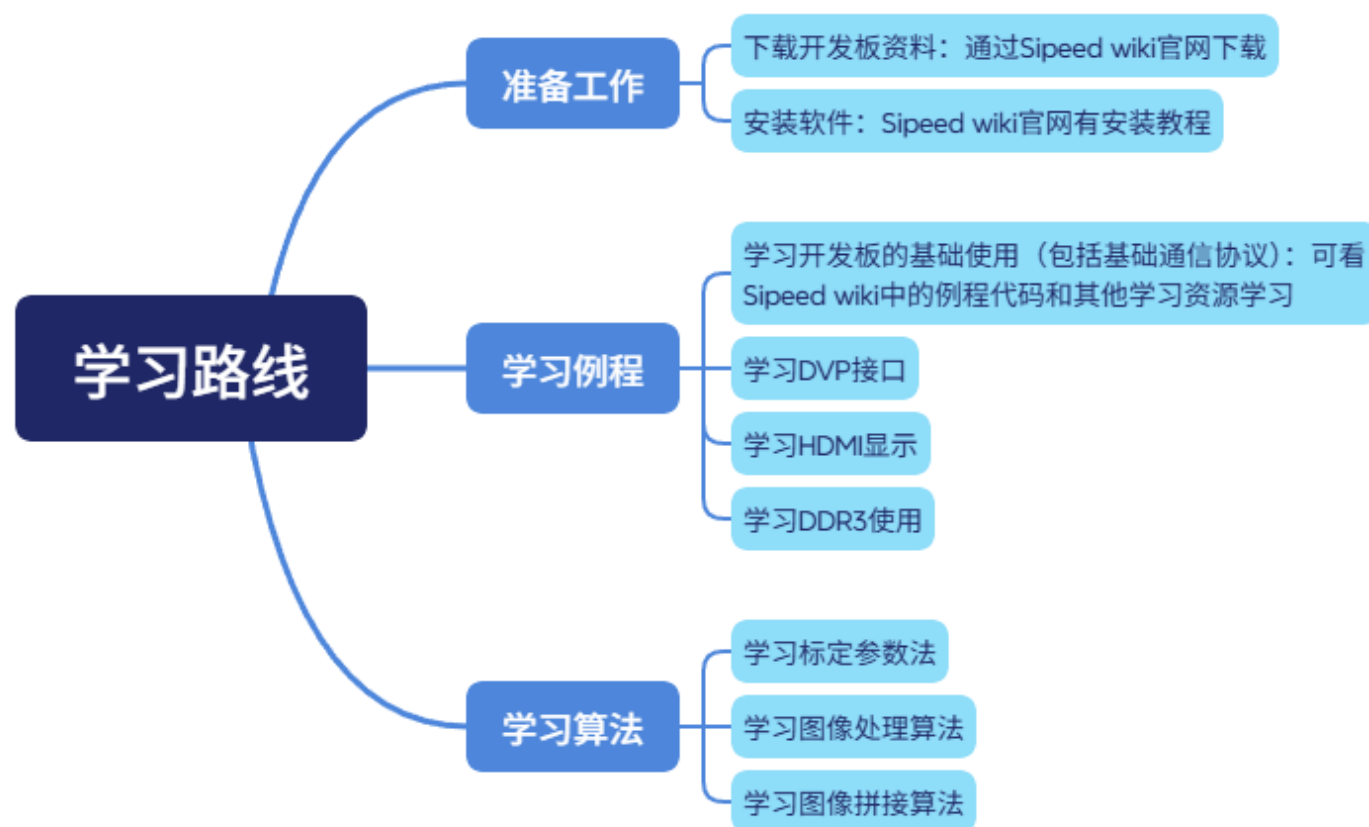 学习路线
准备工作
下载开发板资料：通过Sipeed wiki官网下载
安装软件：Sipeed wiki官网有安装教程
学习例程
学习开发板的基础使用（包括基础通信协议）：可看
Sipeed wiki中的例程代码和其他学习资源学习
学习DVP接口
学习HDMI显示
学习DDR3使用
学习算法
学习标定参数法
学习图像处理算法
学习图像拼接算法